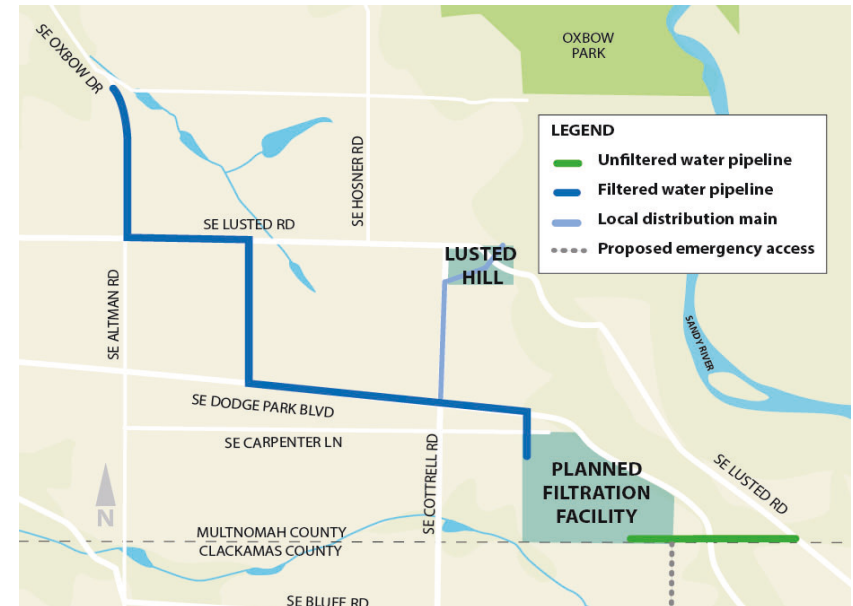 SE OXBOW DR
OXBOW
PARK
LEGEND
Unfiltered water pipeline
Filtered water pipeline
Local distribution main
Proposed emergency access
SE HOSNER RD
SE LUSTED RD
LUSTED
HILL
SE ALTMAN RD
SANDY RIVER
SE DODGE PARK BLVD
SE CARPENTER LN
SE COTTRELL RD
PLANNED
FILTRATION
FACILITY
SE LUSTED RD
N
MULTNOMAH COUNTY
CLACKAMAS COUNTY
SE BLUFF RD